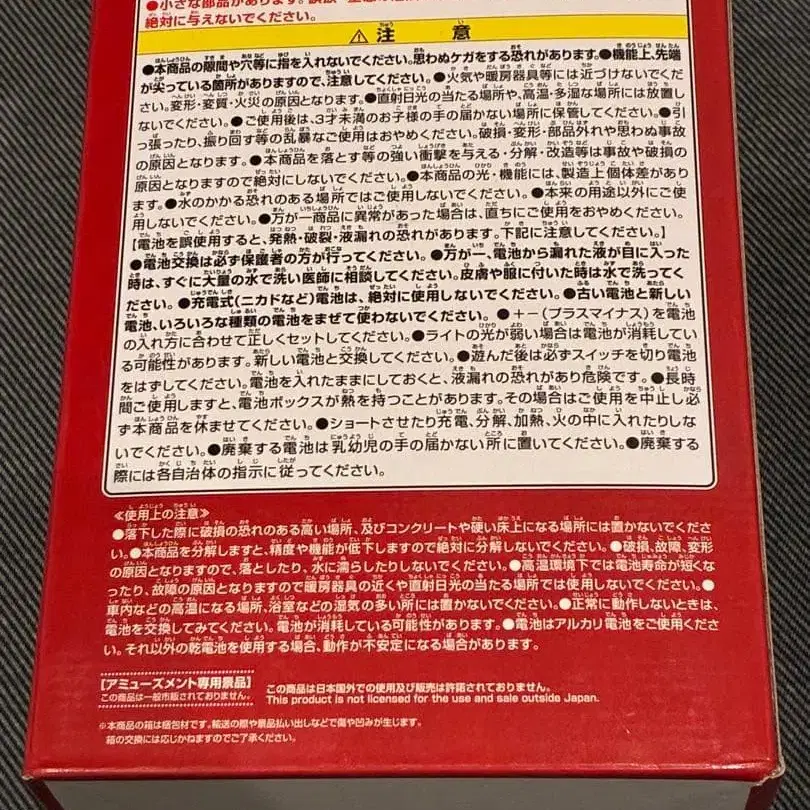 ●小さな部品があります。
絶対に与えないでください。
⚠注 意
●本商品の隙間や穴等に指を入れないでください。思わぬケガをする恐れがあります。●機能上、先端
が尖っている箇所がありますので、注意してください。●火気や暖房器具等には近づけないでくだ
さい。変形・変質・火災の原因となります。●直射日光の当たる場所や、高温・多湿な場所には放置し
ないでください。●ご使用後は、3才未満のお子様の手の届かない場所に保管してください。●引
っ張ったり、振り回す等の乱暴なご使用はおやめください。破損・変形・部品外れや思わぬ事故
の原因となります。●本商品を落とす等の強い衝撃を与える・分解・改造等は事故や破損の
原因となりますので絶対にしないでください。●本商品の光・機能には、製造上個体差があり
ます。●水のかかる恐れのある場所ではご使用しないでください。●本来の用途以外にご使
用しないでください。●万が一商品に異常があった場合は、直ちにご使用をおやめください。
【電池を誤使用すると、発熱・破裂・液漏れの恐れがあります。下記に注意してください。】
●電池交換は必ず保護者の方が行ってください。●万が一、電池から漏れた液が目に入った
時は、すぐに大量の水で洗い医師に相談してください。皮膚や服に付いた時は水で洗ってく
ださい。●充電式(ニカドなど)電池は、絶対に使用しないでください。●古い電池と新しい
電池、いろいろな種類の電池をまぜて使わないでください。●+-(プラスマイナス)を電池
の入れ方に合わせて正しくセットしてください。●ライトの光が弱い場合は電池が消耗してい
る可能性があります。新しい電池と交換してください。●遊んだ後は必ずスイッチを切り電池
をはずしてください。電池を入れたままにしておくと、液漏れの恐れがあり危険です。●長時
間ご使用しますと、電池ボックスが熱を持つことがあります。その場合はご使用を中止し必
ず本商品を休ませてください。●ショートさせたり充電、分解、加熱、火の中に入れたりしな
いでください。●廃棄する電池は乳幼児の手の届かない所に置いてください。●廃棄する
際には各自治体の指示に従ってください。
≪使用上の注意≫
●落下した際に破損の恐れのある高い場所、及びコンクリートや硬い床上になる場所には置かないでくださ
い。●本商品を分解しますと、精度や機能が低下しますので絶対に分解しないでください。●破損、故障、変形
の原因となりますので、落としたり、水に濡らしたりしないでください。●高温環境下では電池寿命が短くな
ったり、故障の原因となりますので暖房器具の近くや直射日光の当たる場所では使用しないでください。●
車内などの高温になる場所、浴室などの湿気の多い所には置かないでください。●正常に動作しないときは、
電池を交換してみてください。電池が消耗している可能性があります。●電池はアルカリ電池をご使用くださ
い。それ以外の乾電池を使用する場合、動作が不安定になる場合があります。
【アミューズメント専用景品】
この商品は一般市販されておりません。
この商品は日本国外での使用及び販売は許諾されておりません。
This product is not licensed for the use and sale outside Japan.
※本商品の箱は梱包材です。輸送の際や景品払い出しなどで傷や凹みが生じます。
箱の交換には応じかねますのでご了承ください。